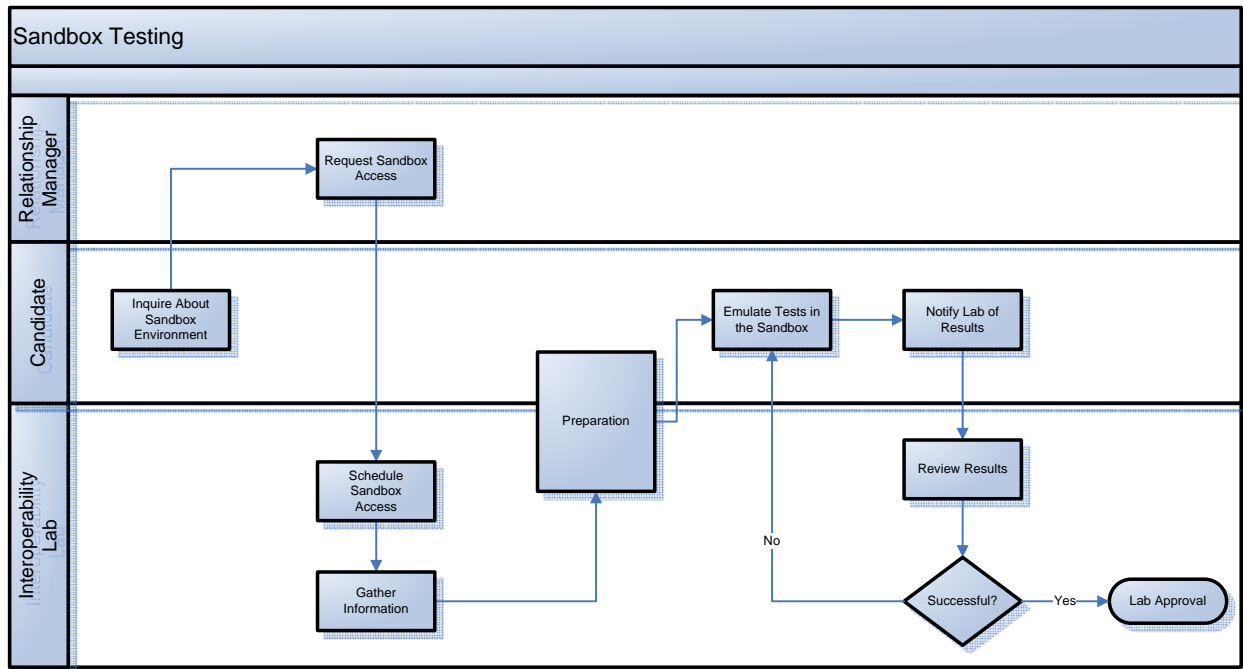 Sandbox Testing
Relationship
Manager
Request Sandbox
Access
Candidate
Inquire About
Sandbox
Environment
Emulate Tests in
the Sandbox
Notify Lab of
Results
Interoperability
Lab
Preparation
Schedule
Sandbox
Access
Gather
Information
Review Results
No
Successful?
Yes
Lab Approval